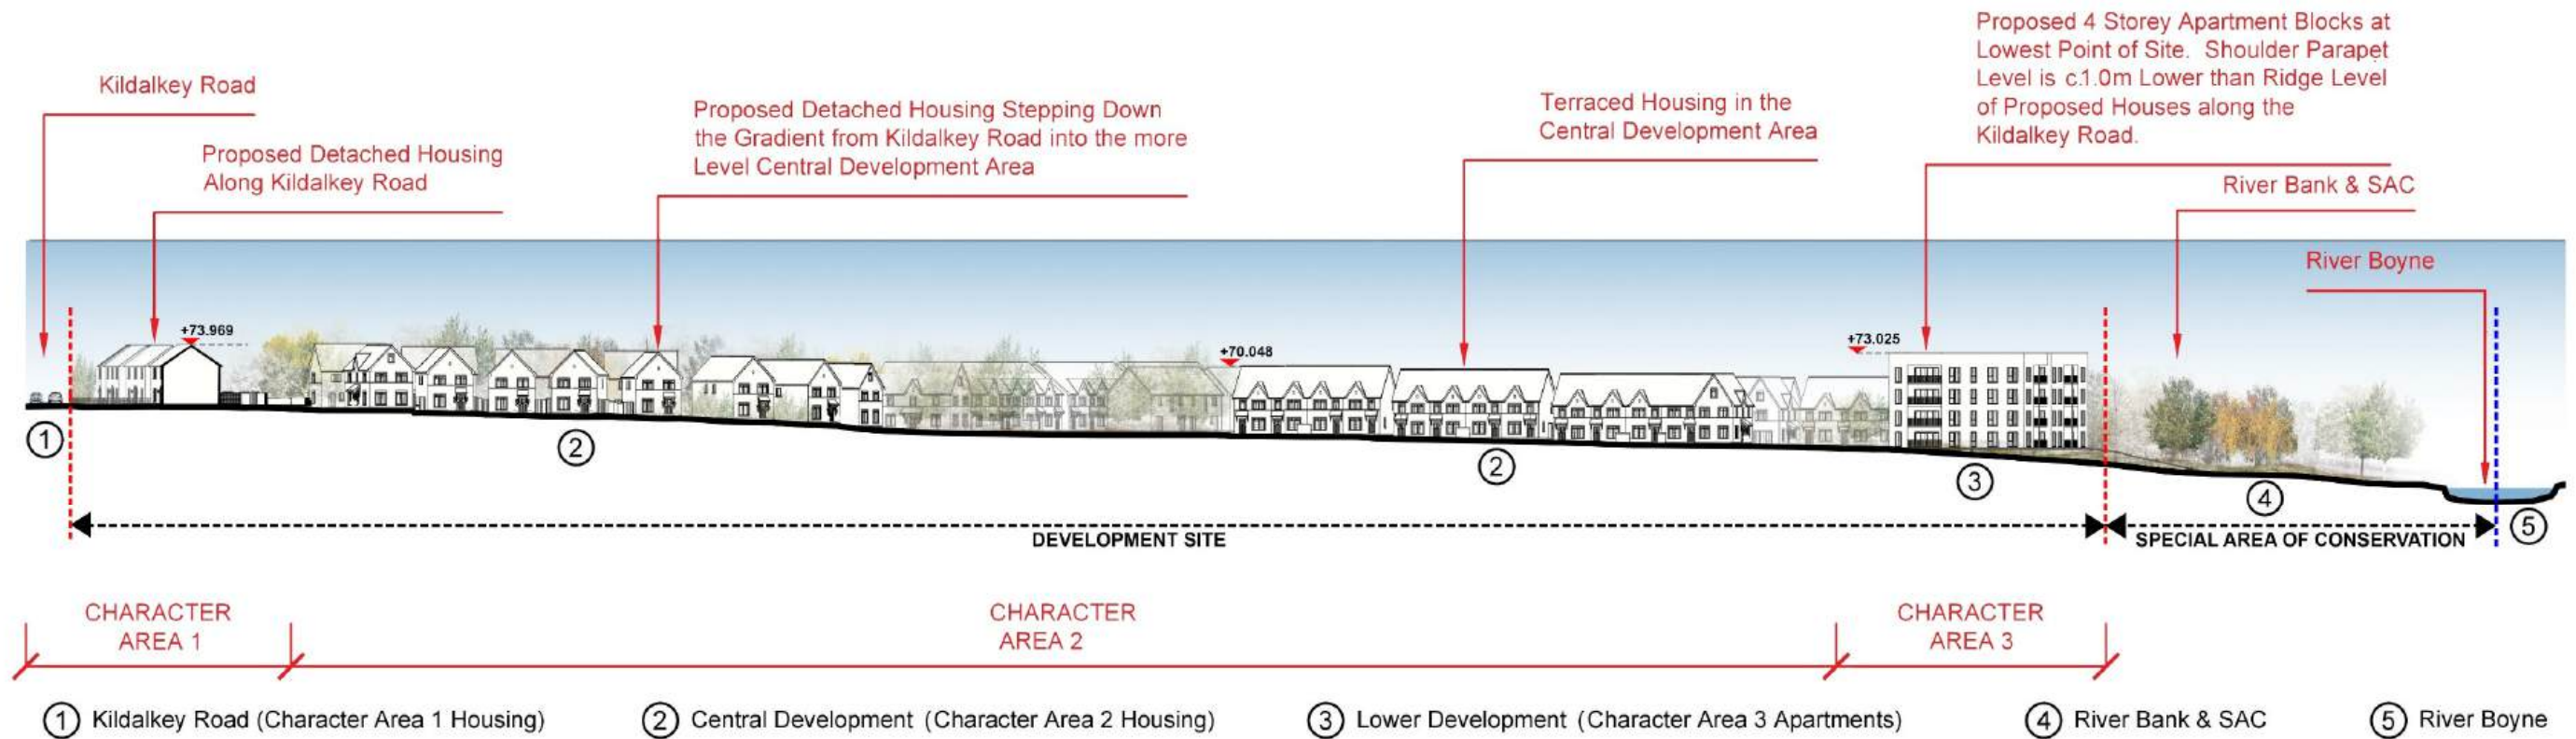 Kildalkey Road
Proposed Detached Housing
Along Kildalkey Road
Proposed Detached Housing Stepping Down
the Gradient from Kildalkey Road into the more
Level Central Development Area
Terraced Housing in the
Central Development Area
Proposed 4 Storey Apartment Blocks at
Lowest Point of Site. Shoulder Parapet
Level is c.1.0m Lower than Ridge Level
of Proposed Houses along the
Kildalkey Road.
River Bank & SAC
River Boyne
+73.969
+70.048
+73.025
1
2
2
3
4
5
DEVELOPMENT SITE
SPECIAL AREA OF CONSERVATION
CHARACTER
AREA 1
CHARACTER
AREA 2
CHARACTER
AREA 3
1 Kildalkey Road (Character Area 1 Housing)
2 Central Development (Character Area 2 Housing)
3 Lower Development (Character Area 3 Apartments)
4 River Bank & SAC
5 River Boyne